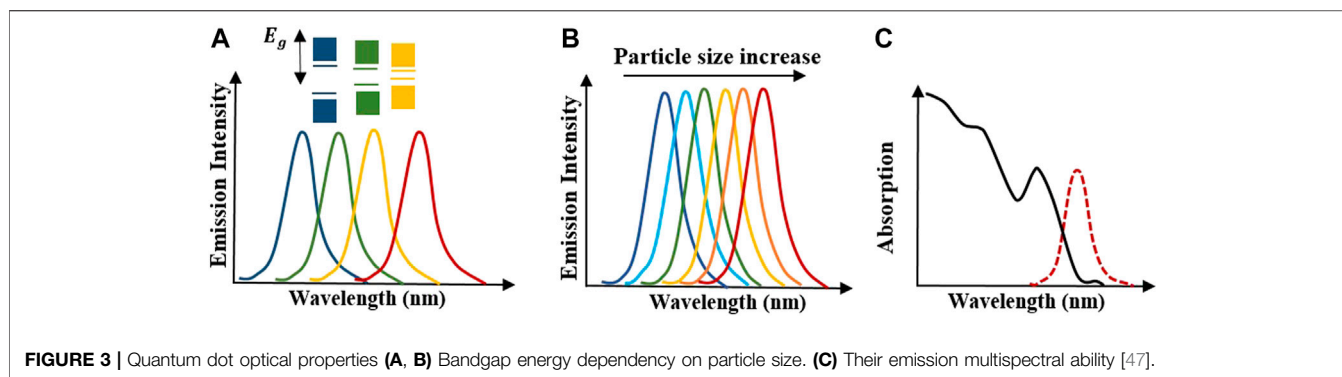 A
E_g
Emission Intensity
Wavelength (nm)
B
Particle size increase
Emission Intensity
Wavelength (nm)
C
Absorption
Wavelength (nm)
FIGURE 3 | Quantum dot optical properties (A, B) Bandgap energy dependency on particle size. (C) Their emission multispectral ability [47].